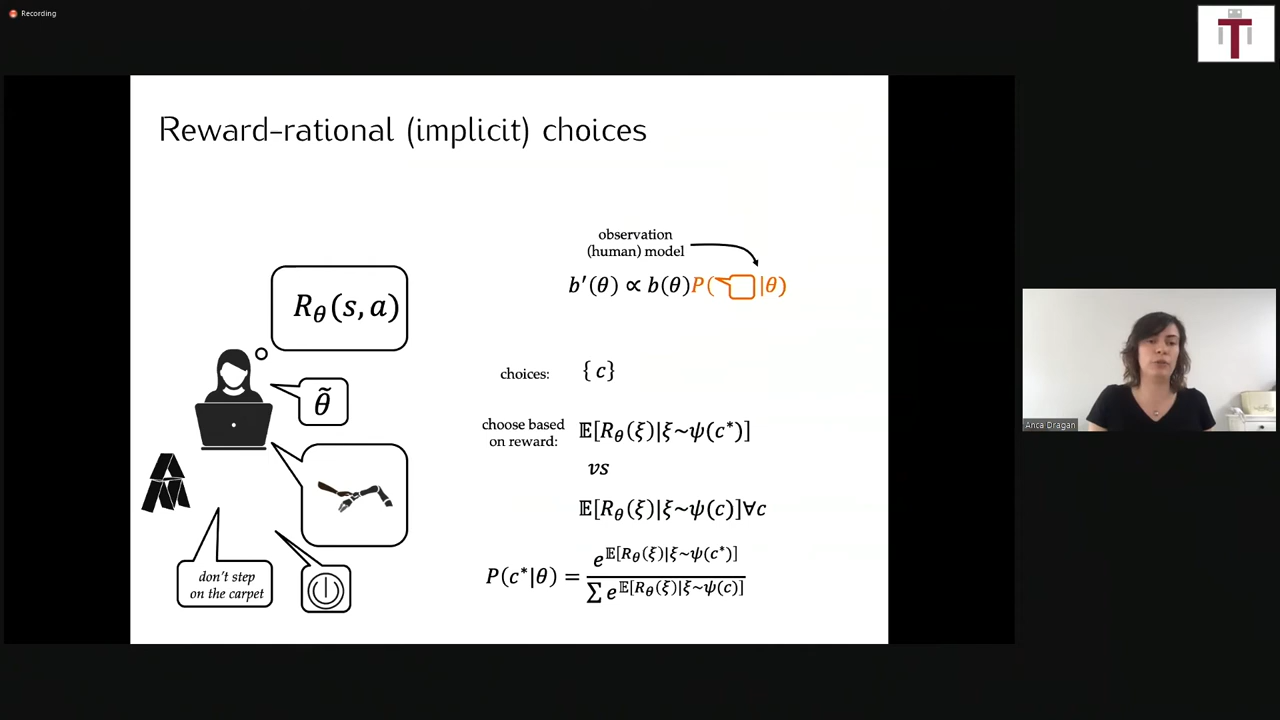 Recording
T
Reward-rational (implicit) choices
observation
(human) model
b′(θ) ∝ b(θ)P( |θ)
R_θ(s, a)
θ̃
choices: { c}
choose based
on reward:
𝔼[R_θ(ξ)|ξ~ψ(c*)]
vs
𝔼[R_θ(ξ)|ξ~ψ(c)]∀c
P(c*|θ) = e^𝔼[R_θ(ξ)|ξ~ψ(c*)] / ∑ e^𝔼[R_θ(ξ)|ξ~ψ(c)]
don't step
on the carpet
Anca Dragan